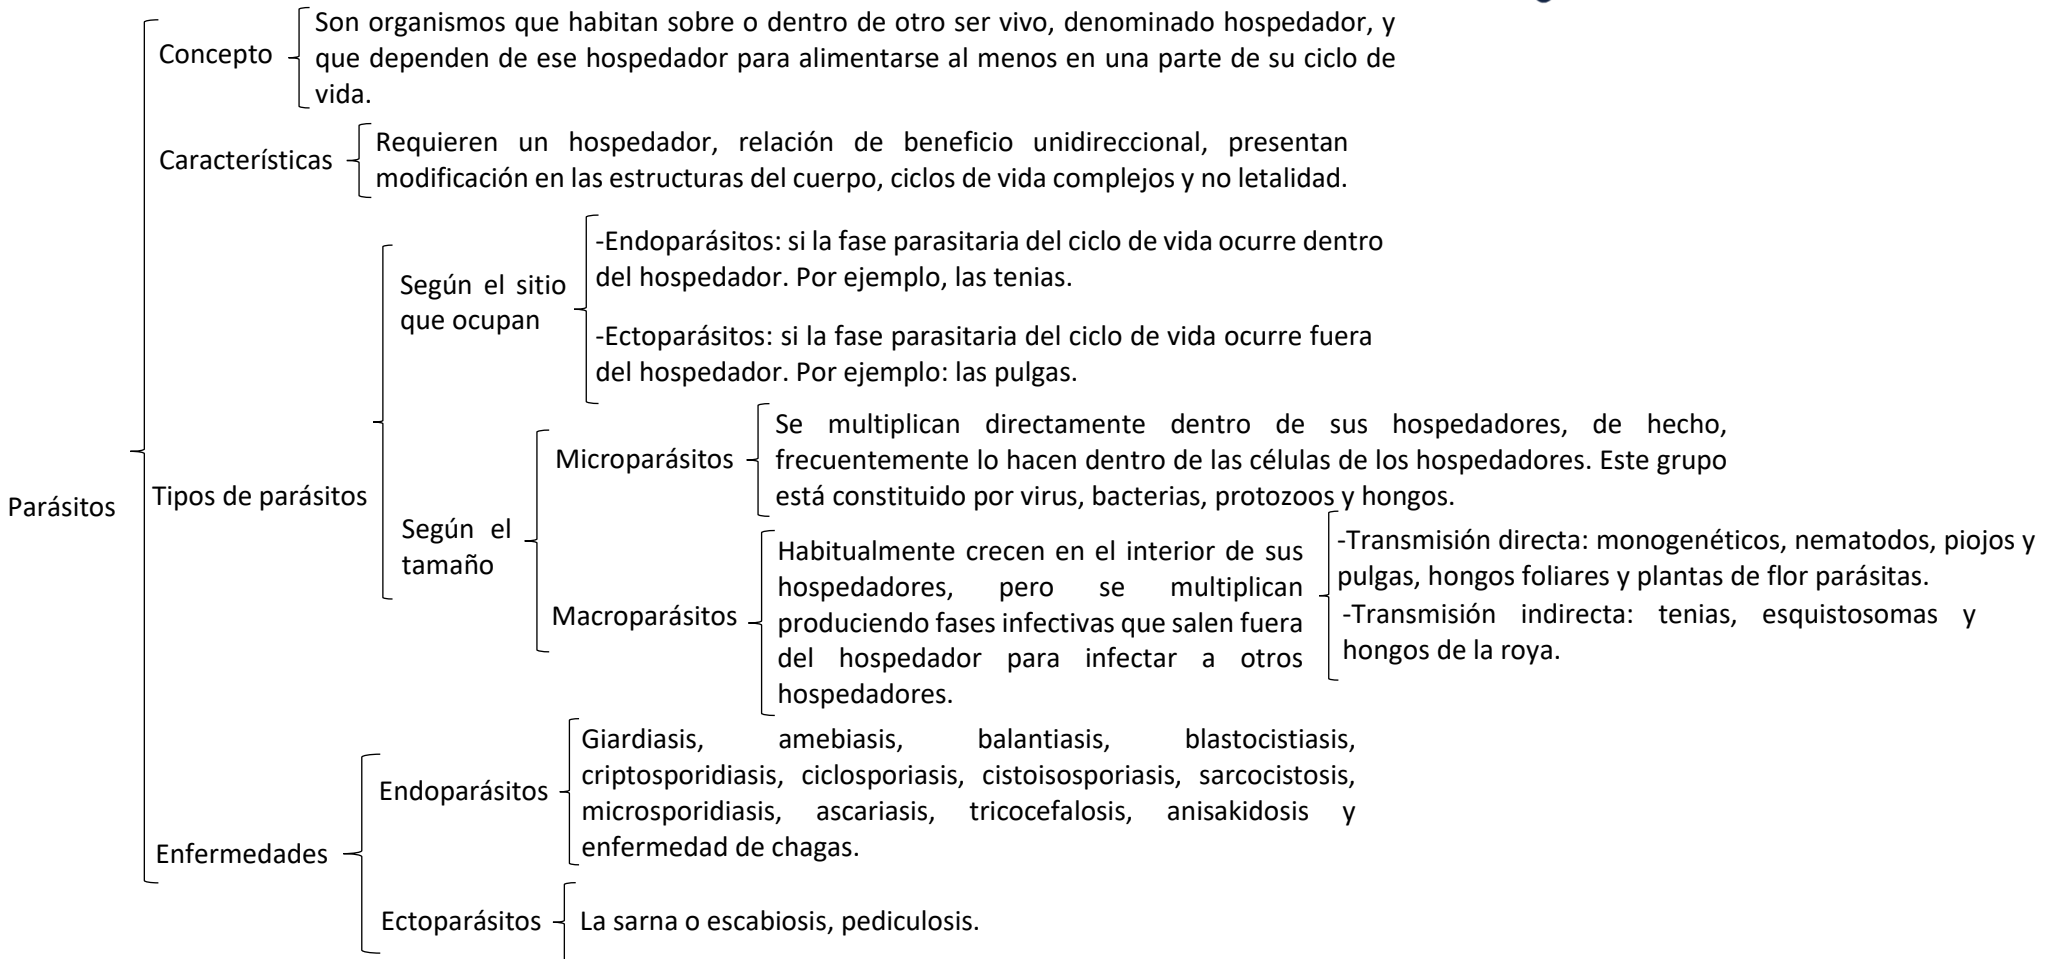 Parásitos
Concepto
Son organismos que habitan sobre o dentro de otro ser vivo, denominado hospedador, y
que dependen de ese hospedador para alimentarse al menos en una parte de su ciclo de
vida.
Características
Requieren un hospedador, relación de beneficio unidireccional, presentan
modificación en las estructuras del cuerpo, ciclos de vida complejos y no letalidad.
Tipos de parásitos
Según el sitio
que ocupan
-Endoparásitos: si la fase parasitaria del ciclo de vida ocurre dentro
del hospedador. Por ejemplo, las tenias.
-Ectoparásitos: si la fase parasitaria del ciclo de vida ocurre fuera
del hospedador. Por ejemplo: las pulgas.
Según el
tamaño
Microparásitos
Se multiplican directamente dentro de sus hospedadores, de hecho,
frecuentemente lo hacen dentro de las células de los hospedadores. Este grupo
está constituido por virus, bacterias, protozoos y hongos.
Macroparásitos
Habitualmente crecen en el interior de sus
hospedadores, pero se multiplican
produciendo fases infectivas que salen fuera
del hospedador para infectar a otros
hospedadores.
-Transmisión directa: monogenéticos, nematodos, piojos y
pulgas, hongos foliares y plantas de flor parásitas.
-Transmisión indirecta: tenias, esquistosomas y
hongos de la roya.
Enfermedades
Endoparásitos
Giardiasis, amebiasis, balantiasis, blastocistiasis,
criptosporidiasis, ciclosporiasis, cistoisosporiasis, sarcocistosis,
microsporidiasis, ascariasis, tricocefalosis, anisakidosis y
enfermedad de chagas.
Ectoparásitos
La sarna o escabiosis, pediculosis.